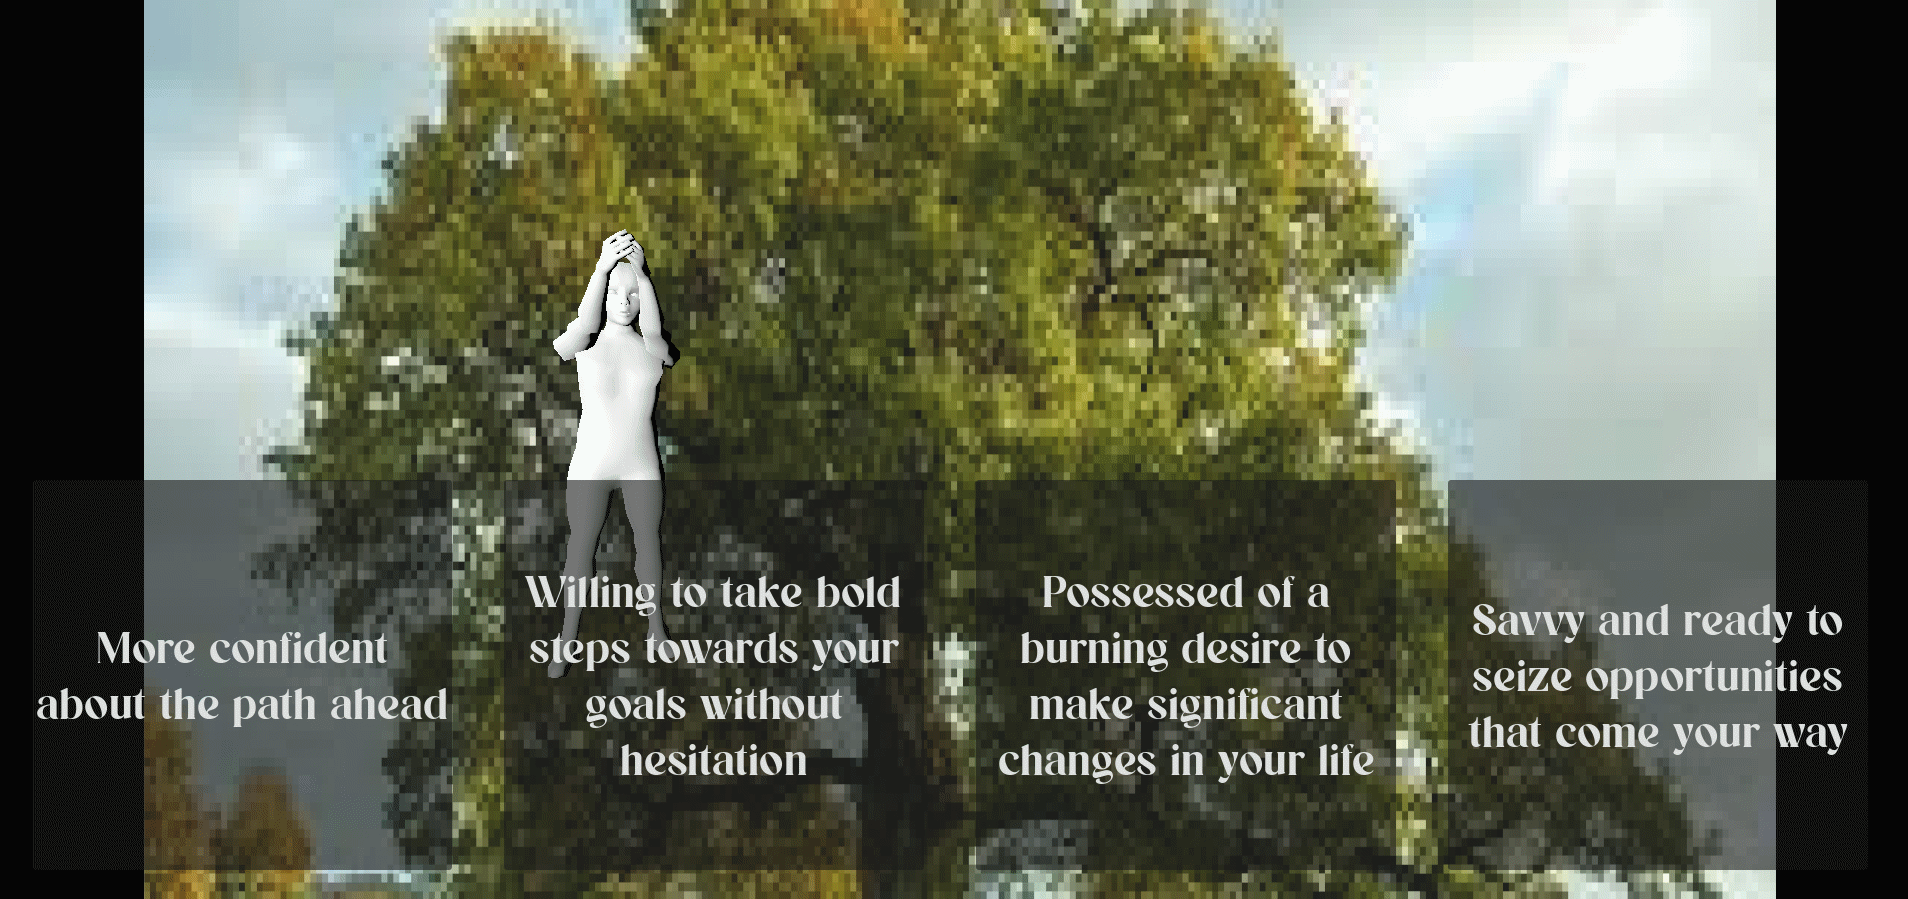 More confident
about the path ahead
Willing to take bold
steps towards your
goals without
hesitation
Possessed of a
burning desire to
make significant
changes in your life
Savvy and ready to
seize opportunities
that come your way